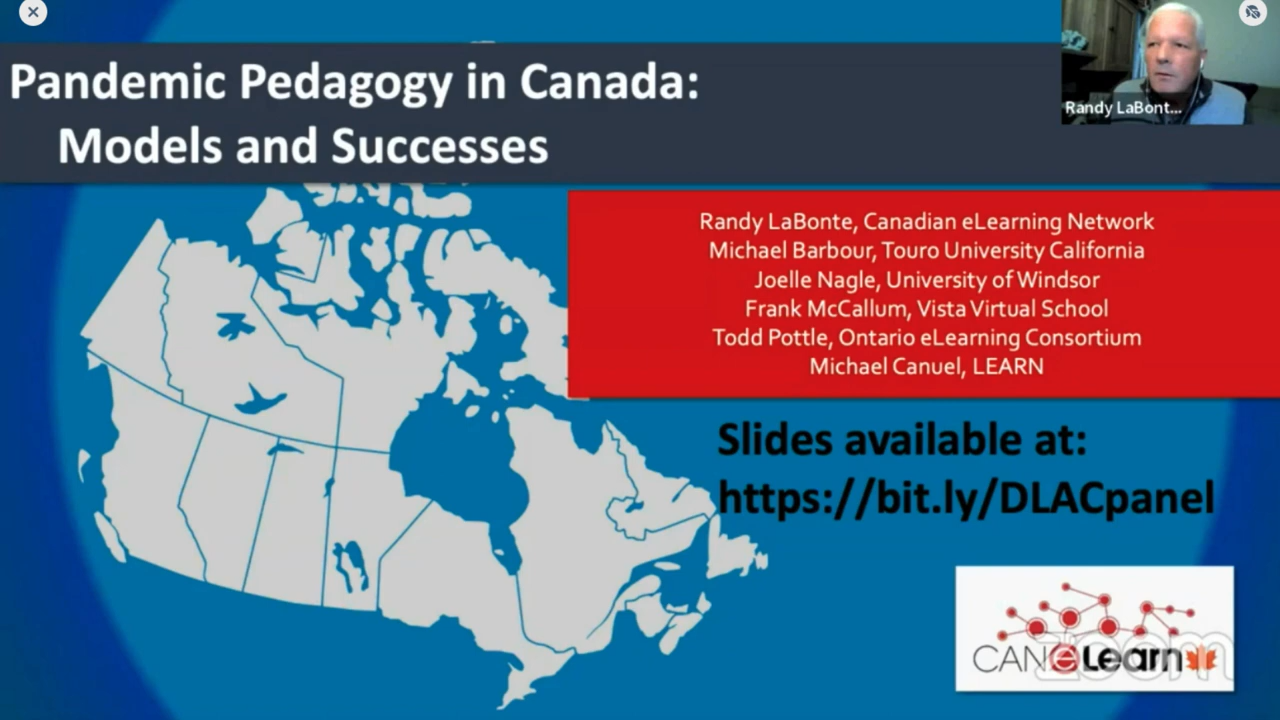 Pandemic Pedagogy in Canada:
Models and Successes
Randy LaBont...
Randy LaBonte, Canadian eLearning Network
Michael Barbour, Touro University California
Joelle Nagle, University of Windsor
Frank McCallum, Vista Virtual School
Todd Pottle, Ontario eLearning Consortium
Michael Canuel, LEARN
Slides available at:
https://bit.ly/DLACpanel
CANeLearn
zoom